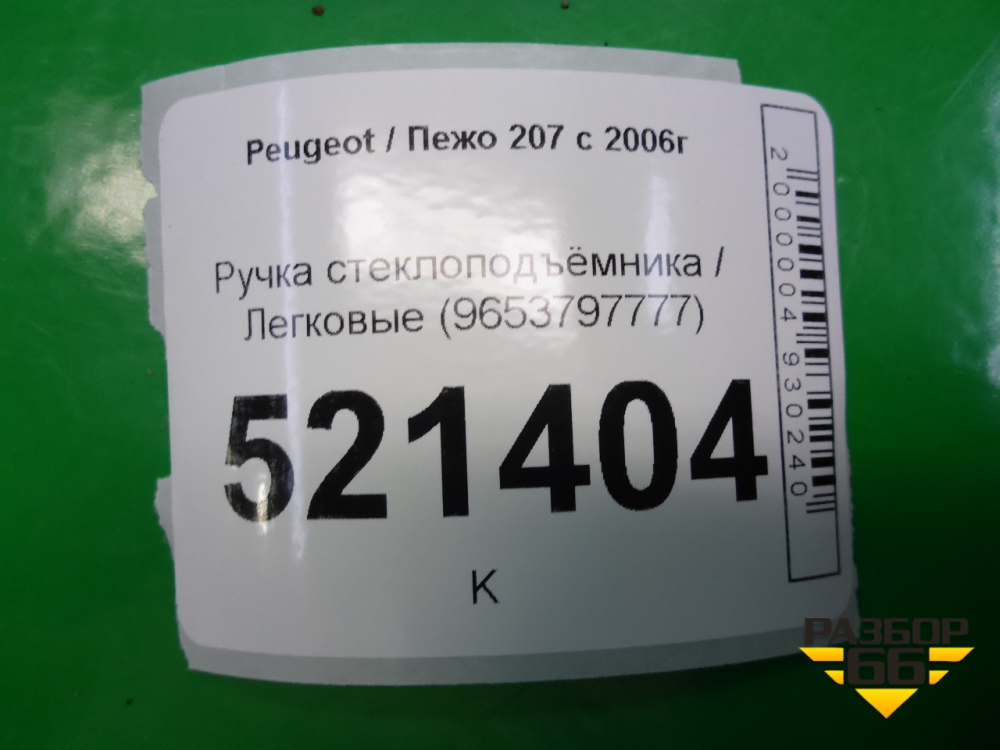 Peugeot / Пежо 207 с 2006г
Ручка стеклоподъёмника /
Легковые (9653797777)
521404
К
2000004930240
РАЗБОР
66